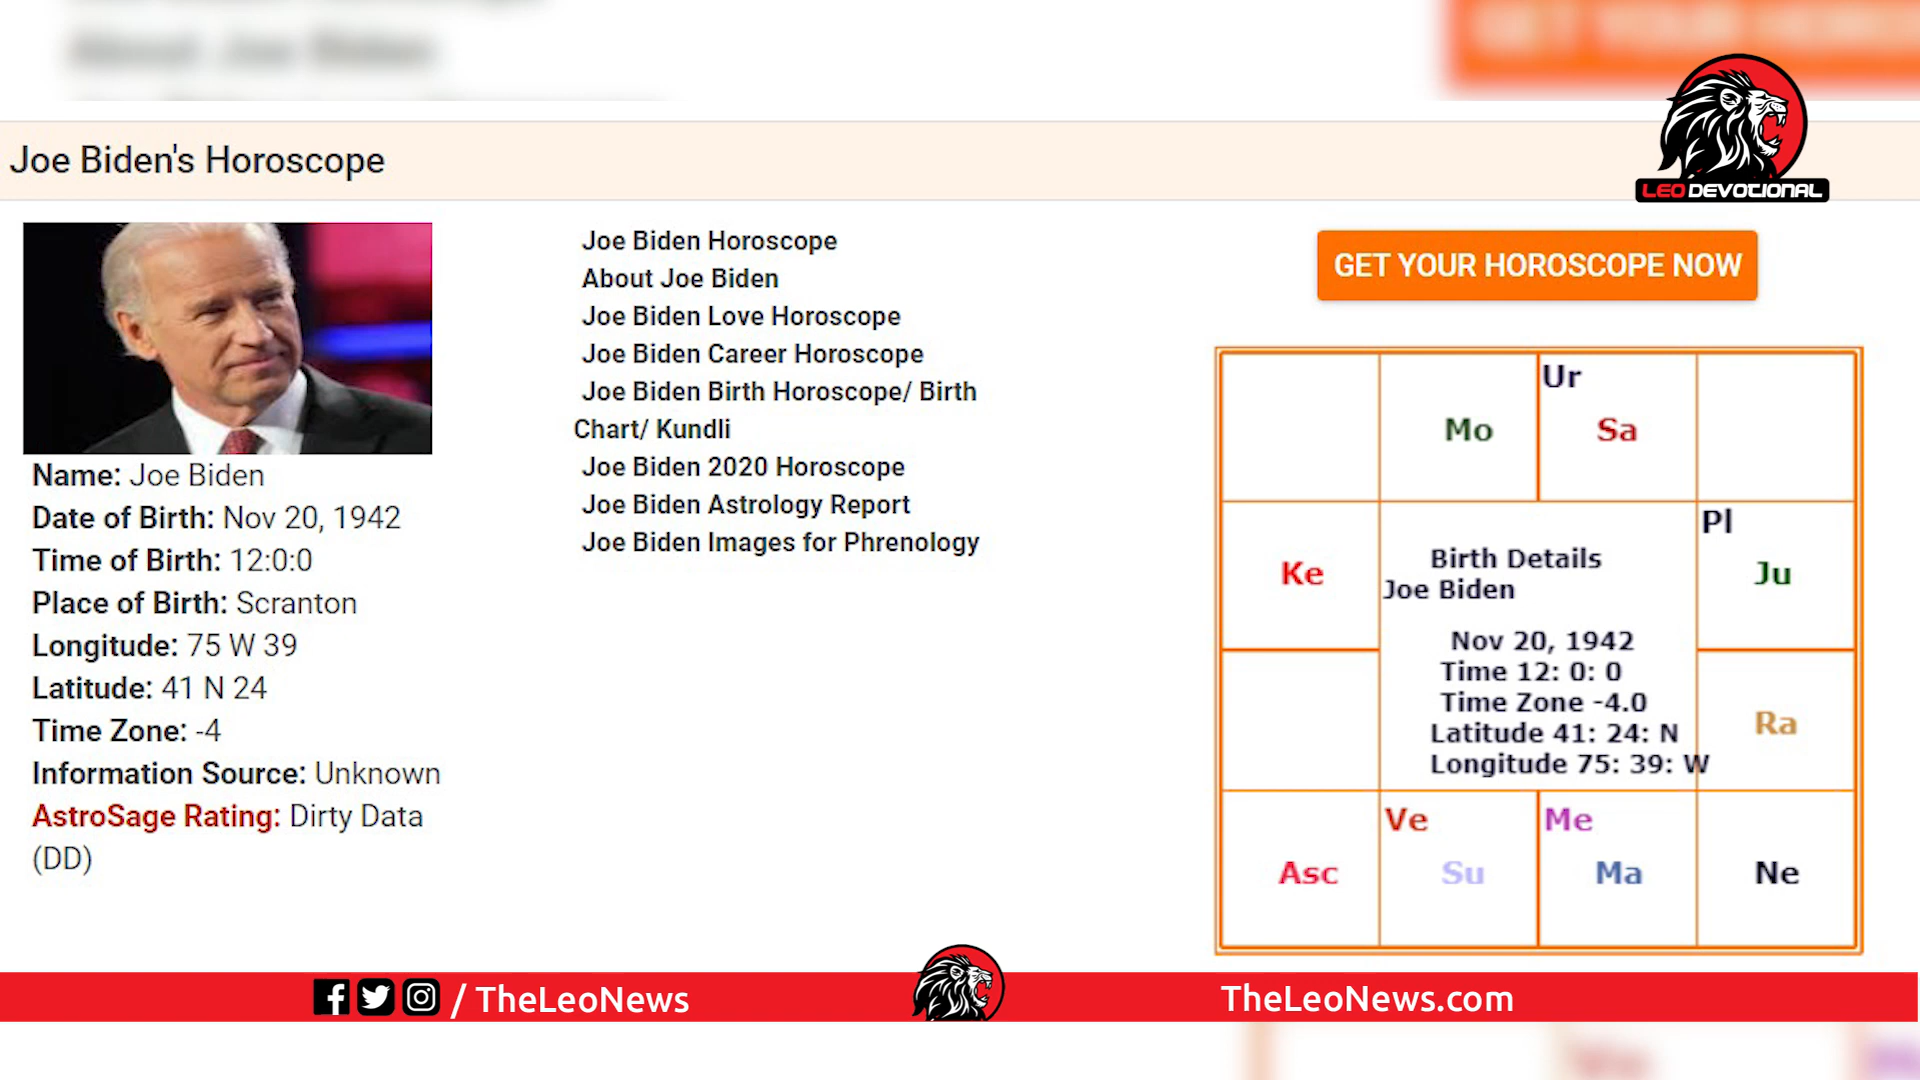 About Joe Biden
GET YOUR HOROS
LEO DEVOTIONAL
Joe Biden's Horoscope
Name: Joe Biden
Date of Birth: Nov 20, 1942
Time of Birth: 12:0:0
Place of Birth: Scranton
Longitude: 75 W 39
Latitude: 41 N 24
Time Zone: -4
Information Source: Unknown
AstroSage Rating: Dirty Data
(DD)
Joe Biden Horoscope
About Joe Biden
Joe Biden Love Horoscope
Joe Biden Career Horoscope
Joe Biden Birth Horoscope/ Birth
Chart/ Kundli
Joe Biden 2020 Horoscope
Joe Biden Astrology Report
Joe Biden Images for Phrenology
GET YOUR HOROSCOPE NOW
Mo
Ur
Sa
Ke
Birth Details
Joe Biden
Nov 20, 1942
Time 12: 0: 0
Time Zone -4.0
Latitude 41: 24: N
Longitude 75: 39: W
Pl
Ju
Ra
Asc
Ve
Su
Me
Ma
Ne
/ TheLeoNews
TheLeoNews.com